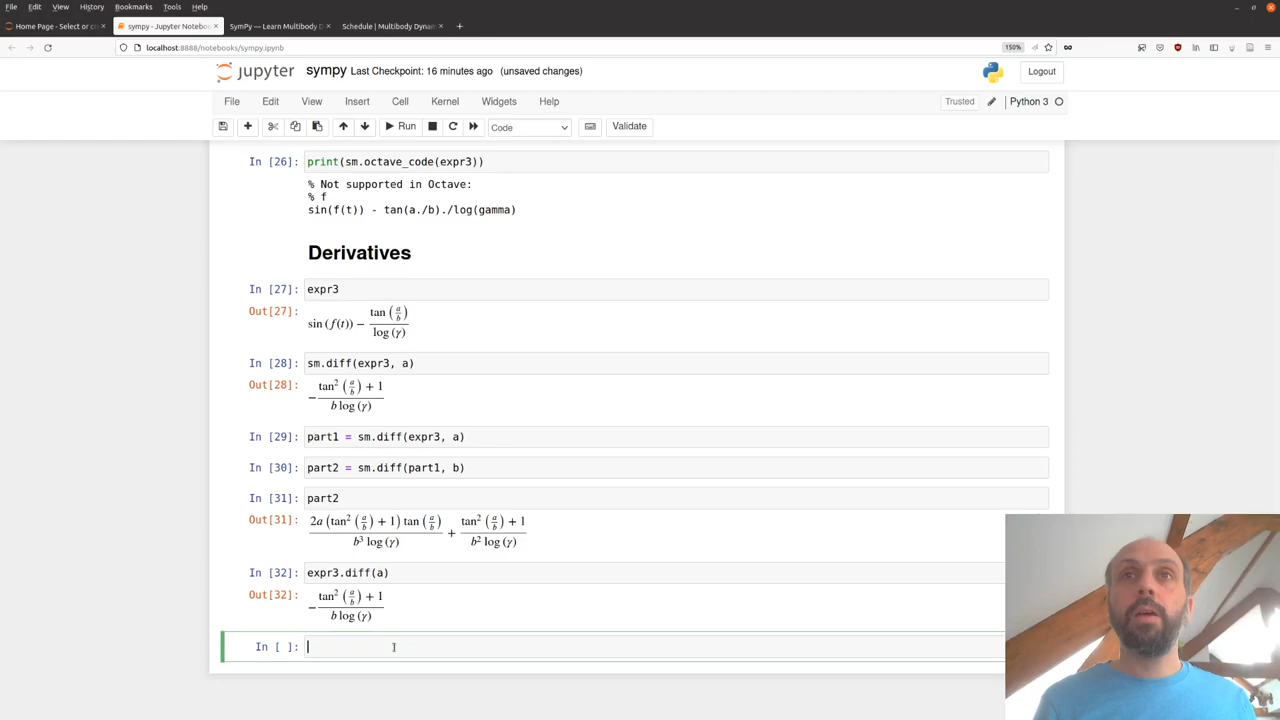 File Edit View History Bookmarks Tools Help
Home Page - Select or c sympy - Jupyter Notebo SymPy — Learn Multibody D Schedule | Multibody Dyna
localhost:8888/notebooks/sympy.ipynb 150%
jupyter sympy Last Checkpoint: 16 minutes ago (unsaved changes) Logout
File Edit View Insert Cell Kernel Widgets Help Trusted Python 3
Run Code Validate
In [26]: print(sm.octave_code(expr3))
% Not supported in Octave:
% f
sin(f(t)) - tan(a./b)./log(gamma)
Derivatives
In [27]: expr3
Out[27]: sin (f(t)) − tan (a/b) / log (γ)
In [28]: sm.diff(expr3, a)
Out[28]: − tan² (a/b) + 1 / b log (γ)
In [29]: part1 = sm.diff(expr3, a)
In [30]: part2 = sm.diff(part1, b)
In [31]: part2
Out[31]: 2a (tan² (a/b) + 1) tan (a/b) / b³ log (γ) + tan² (a/b) + 1 / b² log (γ)
In [32]: expr3.diff(a)
Out[32]: − tan² (a/b) + 1 / b log (γ)
In [ ]: